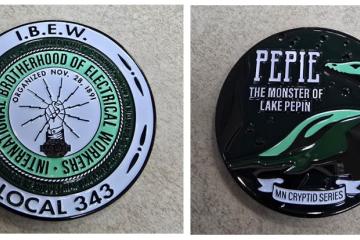 I.B.E.W.
INTERNATIONAL BROTHERHOOD OF ELECTRICAL WORKERS
ORGANIZED NOV. 28, 1891
LOCAL 343
PEPIE
THE MONSTER OF
LAKE PEPIN
MN CRYPTID SERIES